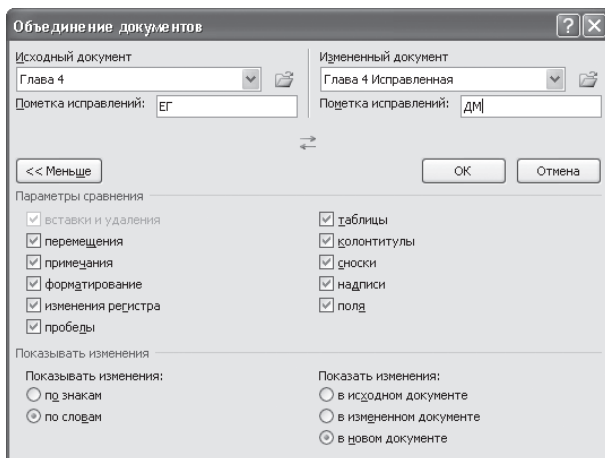 Объединение документов
Исходный документ
Глава 4
Пометка исправлений: ЕГ
Измененный документ
Глава 4 Исправленная
Пометка исправлений: ДМ
<< Меньше
ОК
Отмена
Параметры сравнения
вставки и удаления
перемещения
примечания
форматирование
изменения регистра
пробелы
таблицы
колонтитулы
сноски
надписи
поля
Показывать изменения
Показывать изменения:
по знакам
по словам
Показать изменения:
в исходном документе
в измененном документе
в новом документе